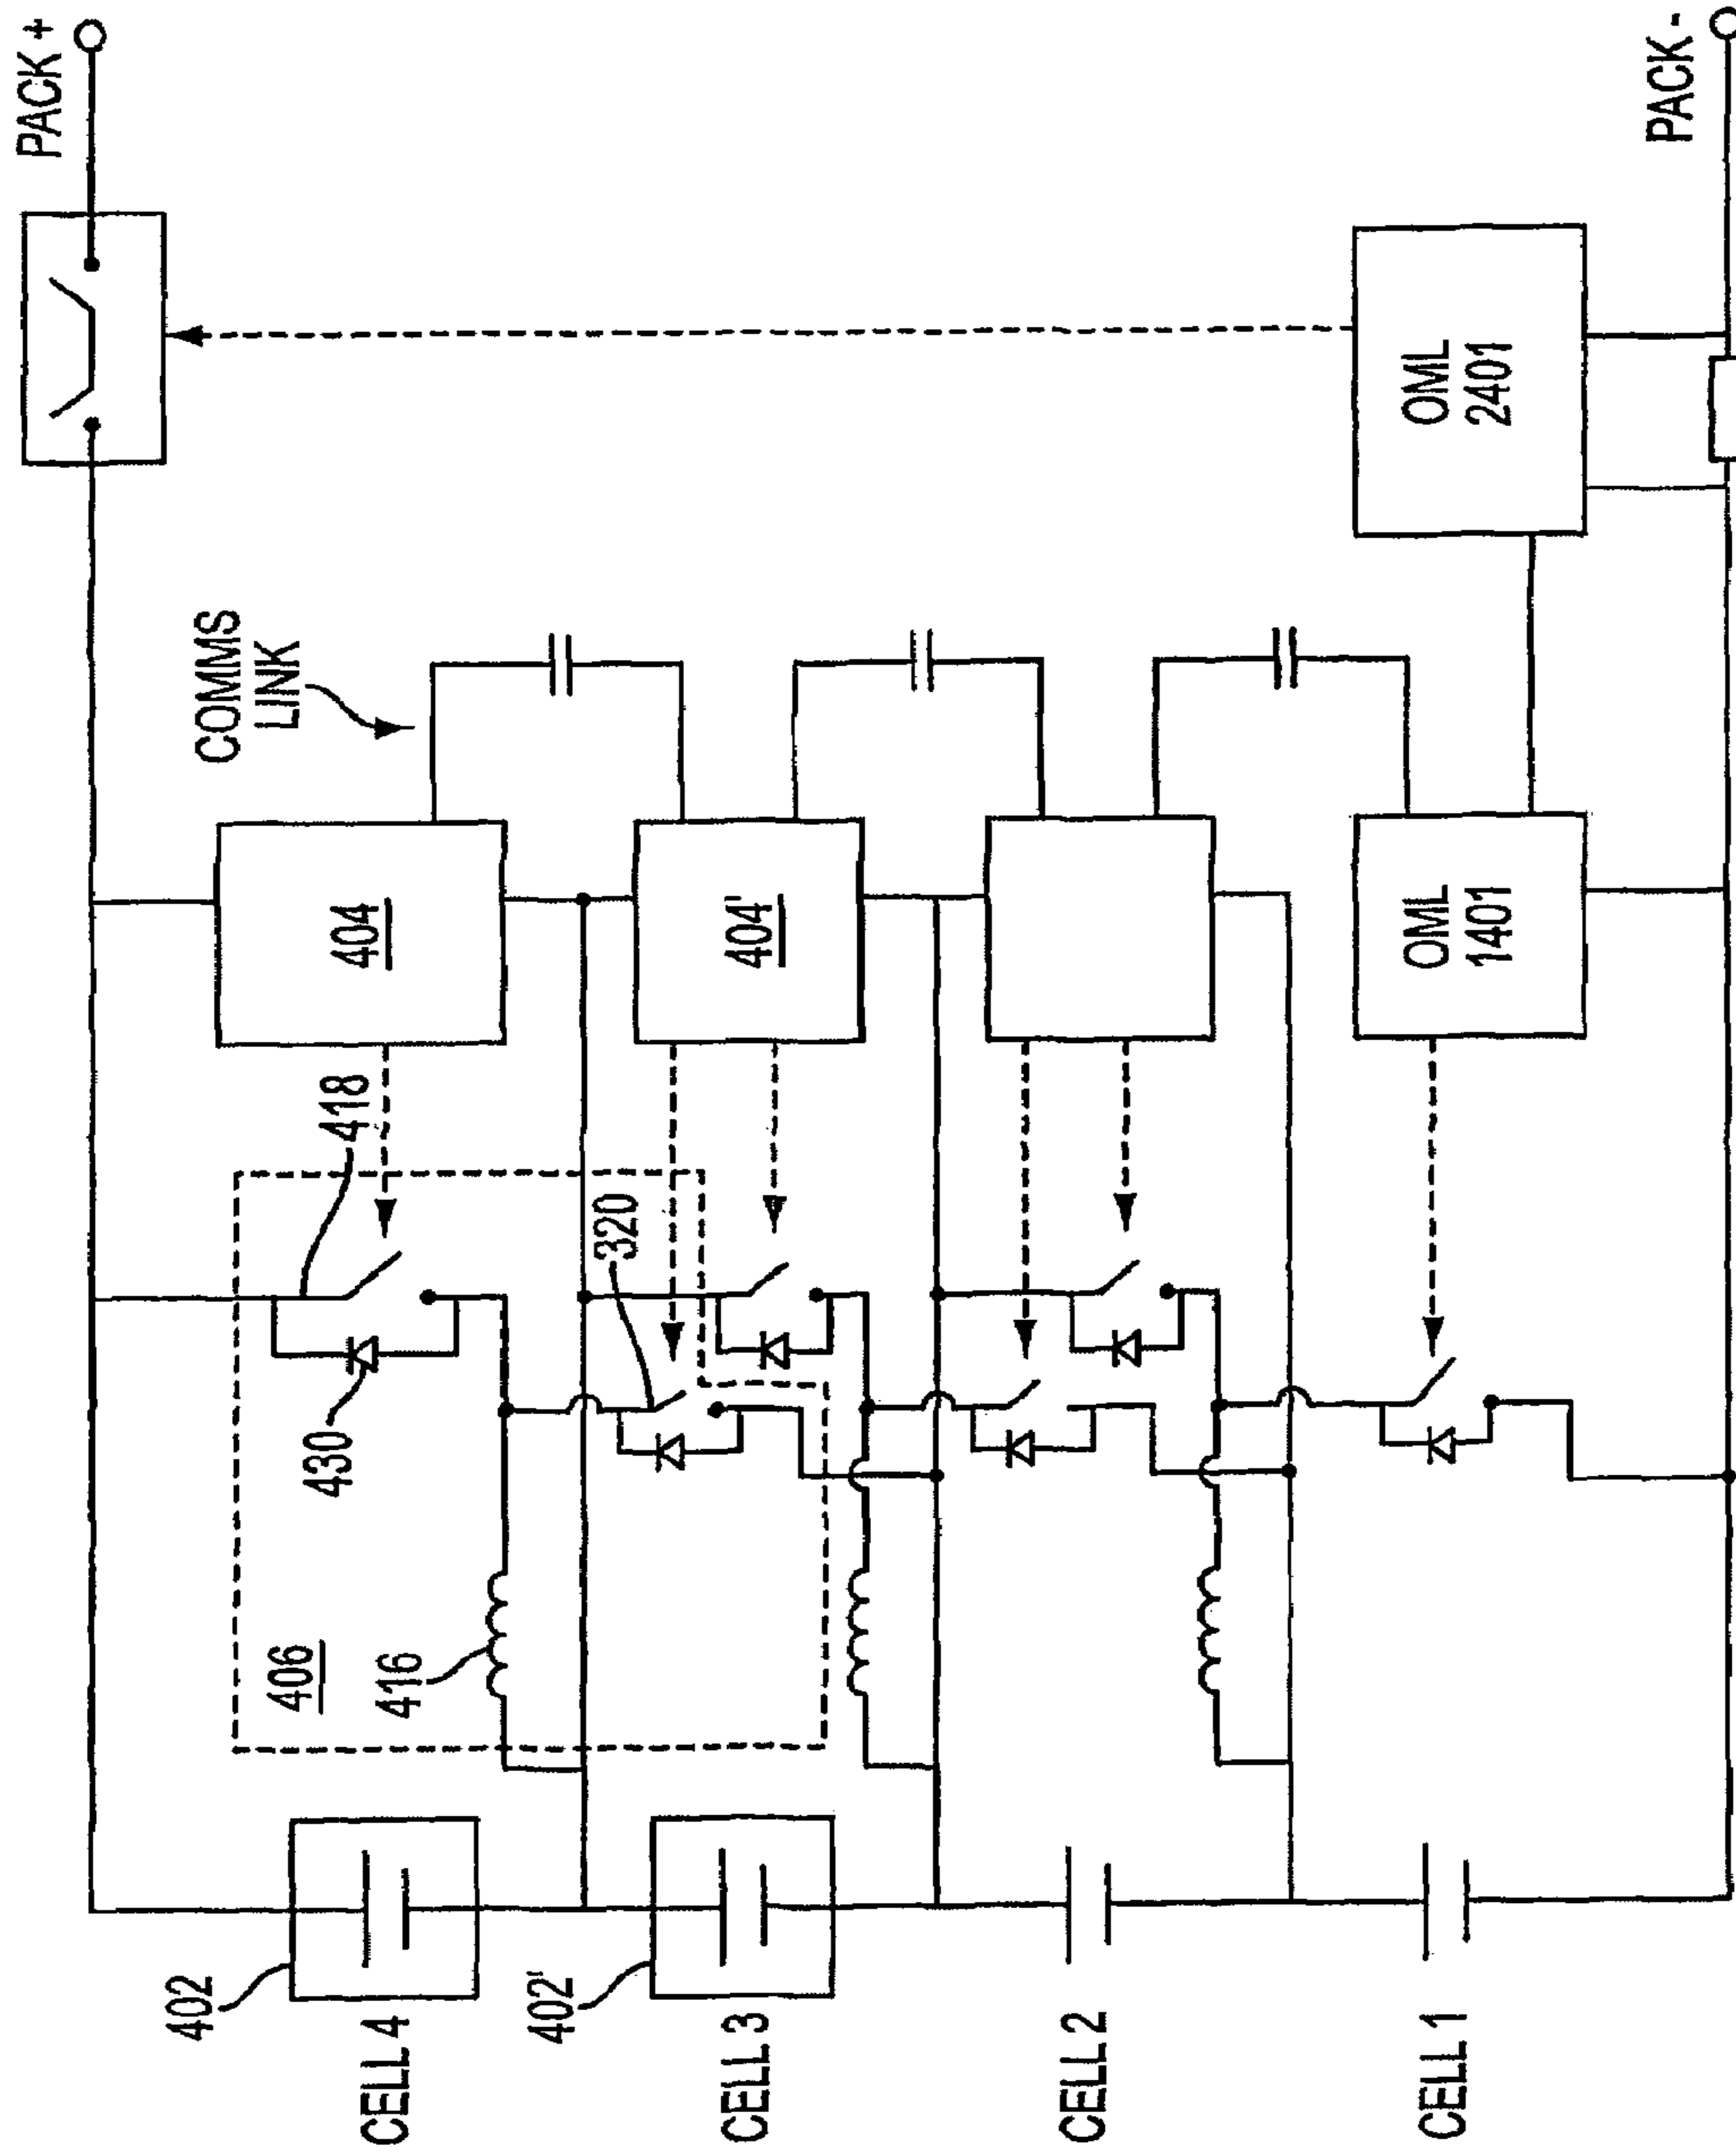 PACK +
COMMS
LINK
418
404
430
320
404'
406
416
402
CELL 4
402'
CELL 3
CELL 2
CELL 1
OML
1401
OML
2401
PACK -